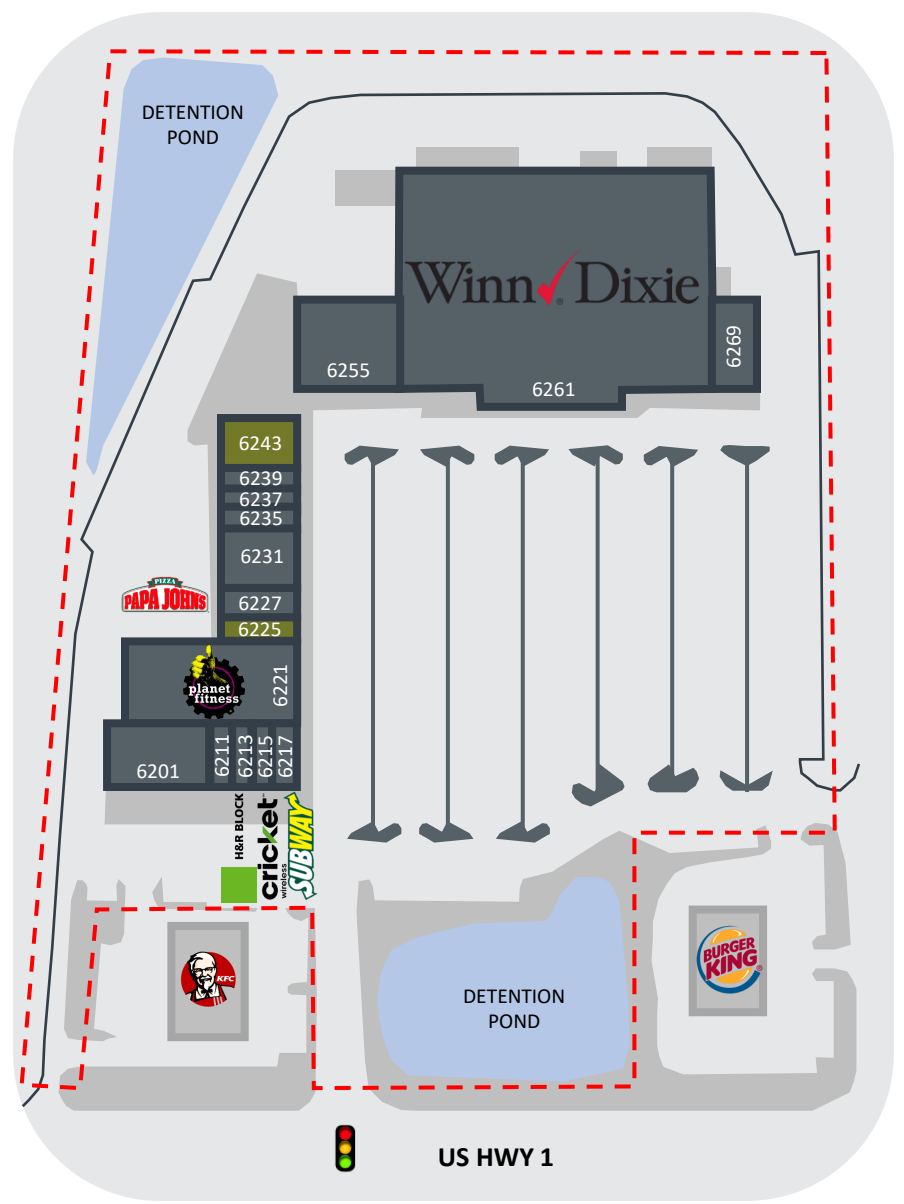 DETENTION
POND
Winn Dixie
®
6255
6261
6269
6243
6239
6237
6235
6231
6227
6225
PIZZA
PAPA JOHNS
planet
fitness
6221
6201
6211
6213
6215
6217
H&R BLOCK
cricket
wireless
SUBWAY
KFC
DETENTION
POND
BURGER
KING
®
US HWY 1